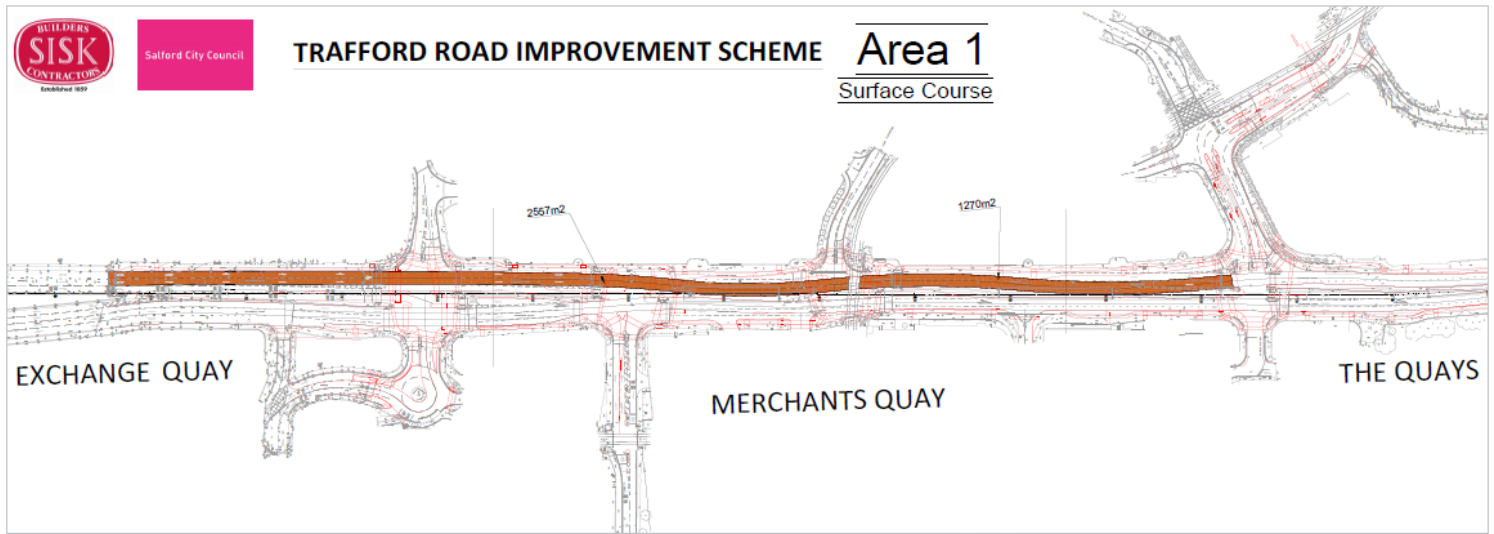 BUILDERS
SISK
CONTRACTORS
Established 1859
Salford City Council
TRAFFORD ROAD IMPROVEMENT SCHEME
Area 1
Surface Course
2557m2
1270m2
EXCHANGE QUAY
MERCHANTS QUAY
THE QUAYS